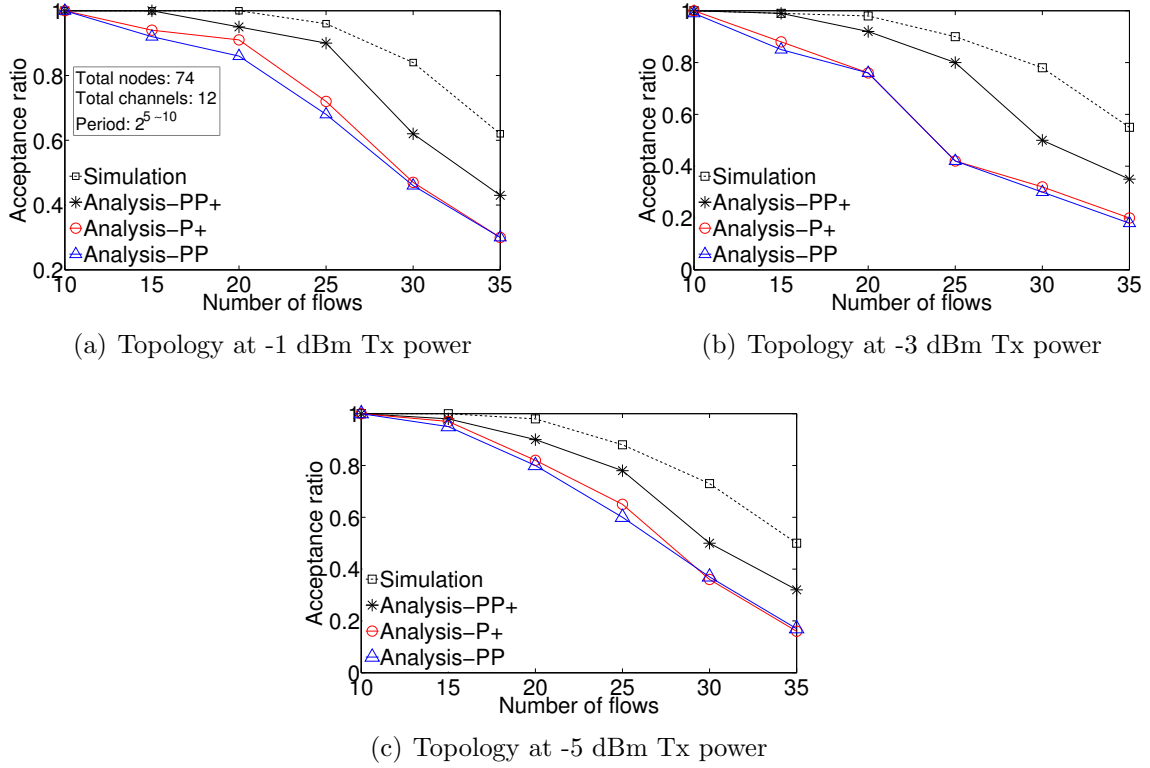 1
0.8
0.6
0.4
0.2
Acceptance ratio
Total nodes: 74
Total channels: 12
Period: 2^5~10
Simulation
Analysis-PP+
Analysis-P+
Analysis-PP
10 15 20 25 30 35
Number of flows
(a) Topology at -1 dBm Tx power
1
0.8
0.6
0.4
0.2
0
Acceptance ratio
Simulation
Analysis-PP+
Analysis-P+
Analysis-PP
10 15 20 25 30 35
Number of flows
(b) Topology at -3 dBm Tx power
1
0.8
0.6
0.4
0.2
0
Acceptance ratio
Simulation
Analysis-PP+
Analysis-P+
Analysis-PP
10 15 20 25 30 35
Number of flows
(c) Topology at -5 dBm Tx power